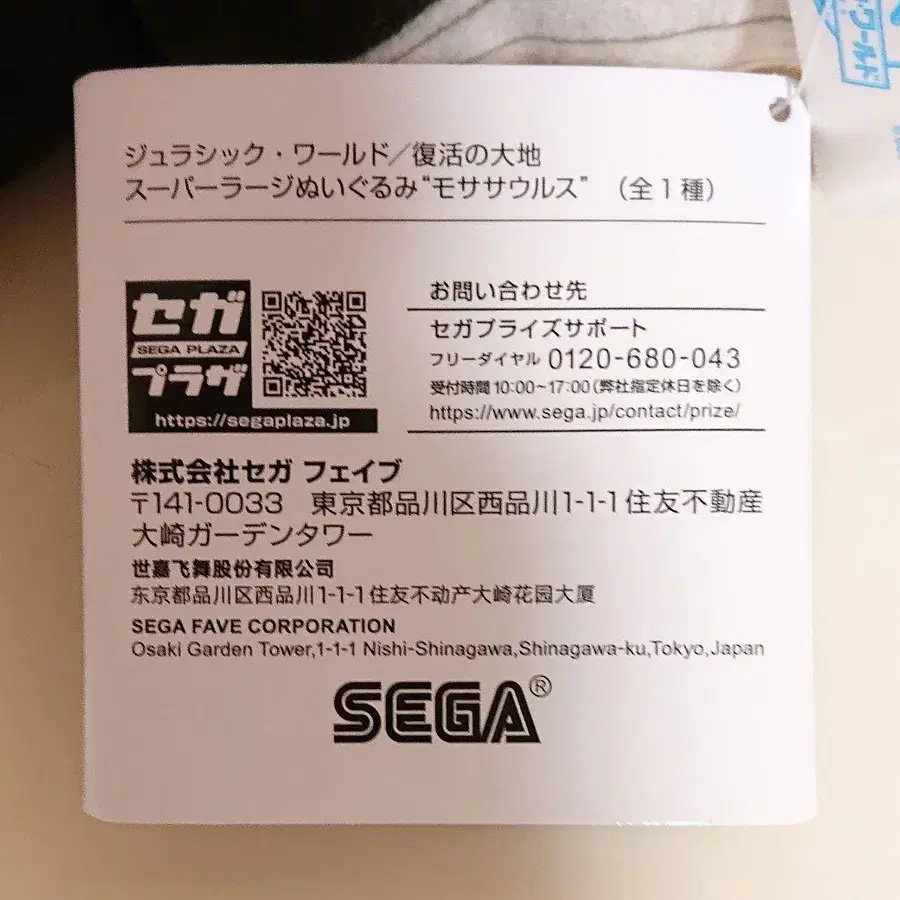 ジュラシック・ワールド／復活の大地
スーパーラージぬいぐるみ“モササウルス” （全1種）
セガ
SEGA PLAZA
プラザ
https://segaplaza.jp
お問い合わせ先
セガプライズサポート
フリーダイヤル 0120-680-043
受付時間 10:00～17:00（弊社指定休日を除く）
https://www.sega.jp/contact/prize/
株式会社セガ フェイブ
〒141-0033 東京都品川区西品川1-1-1 住友不動産
大崎ガーデンタワー
世嘉飞舞股份有限公司
东京都品川区西品川1-1-1住友不动产大崎花园大厦
SEGA FAVE CORPORATION
Osaki Garden Tower,1-1-1 Nishi-Shinagawa,Shinagawa-ku,Tokyo,Japan
SEGA®
ワールド